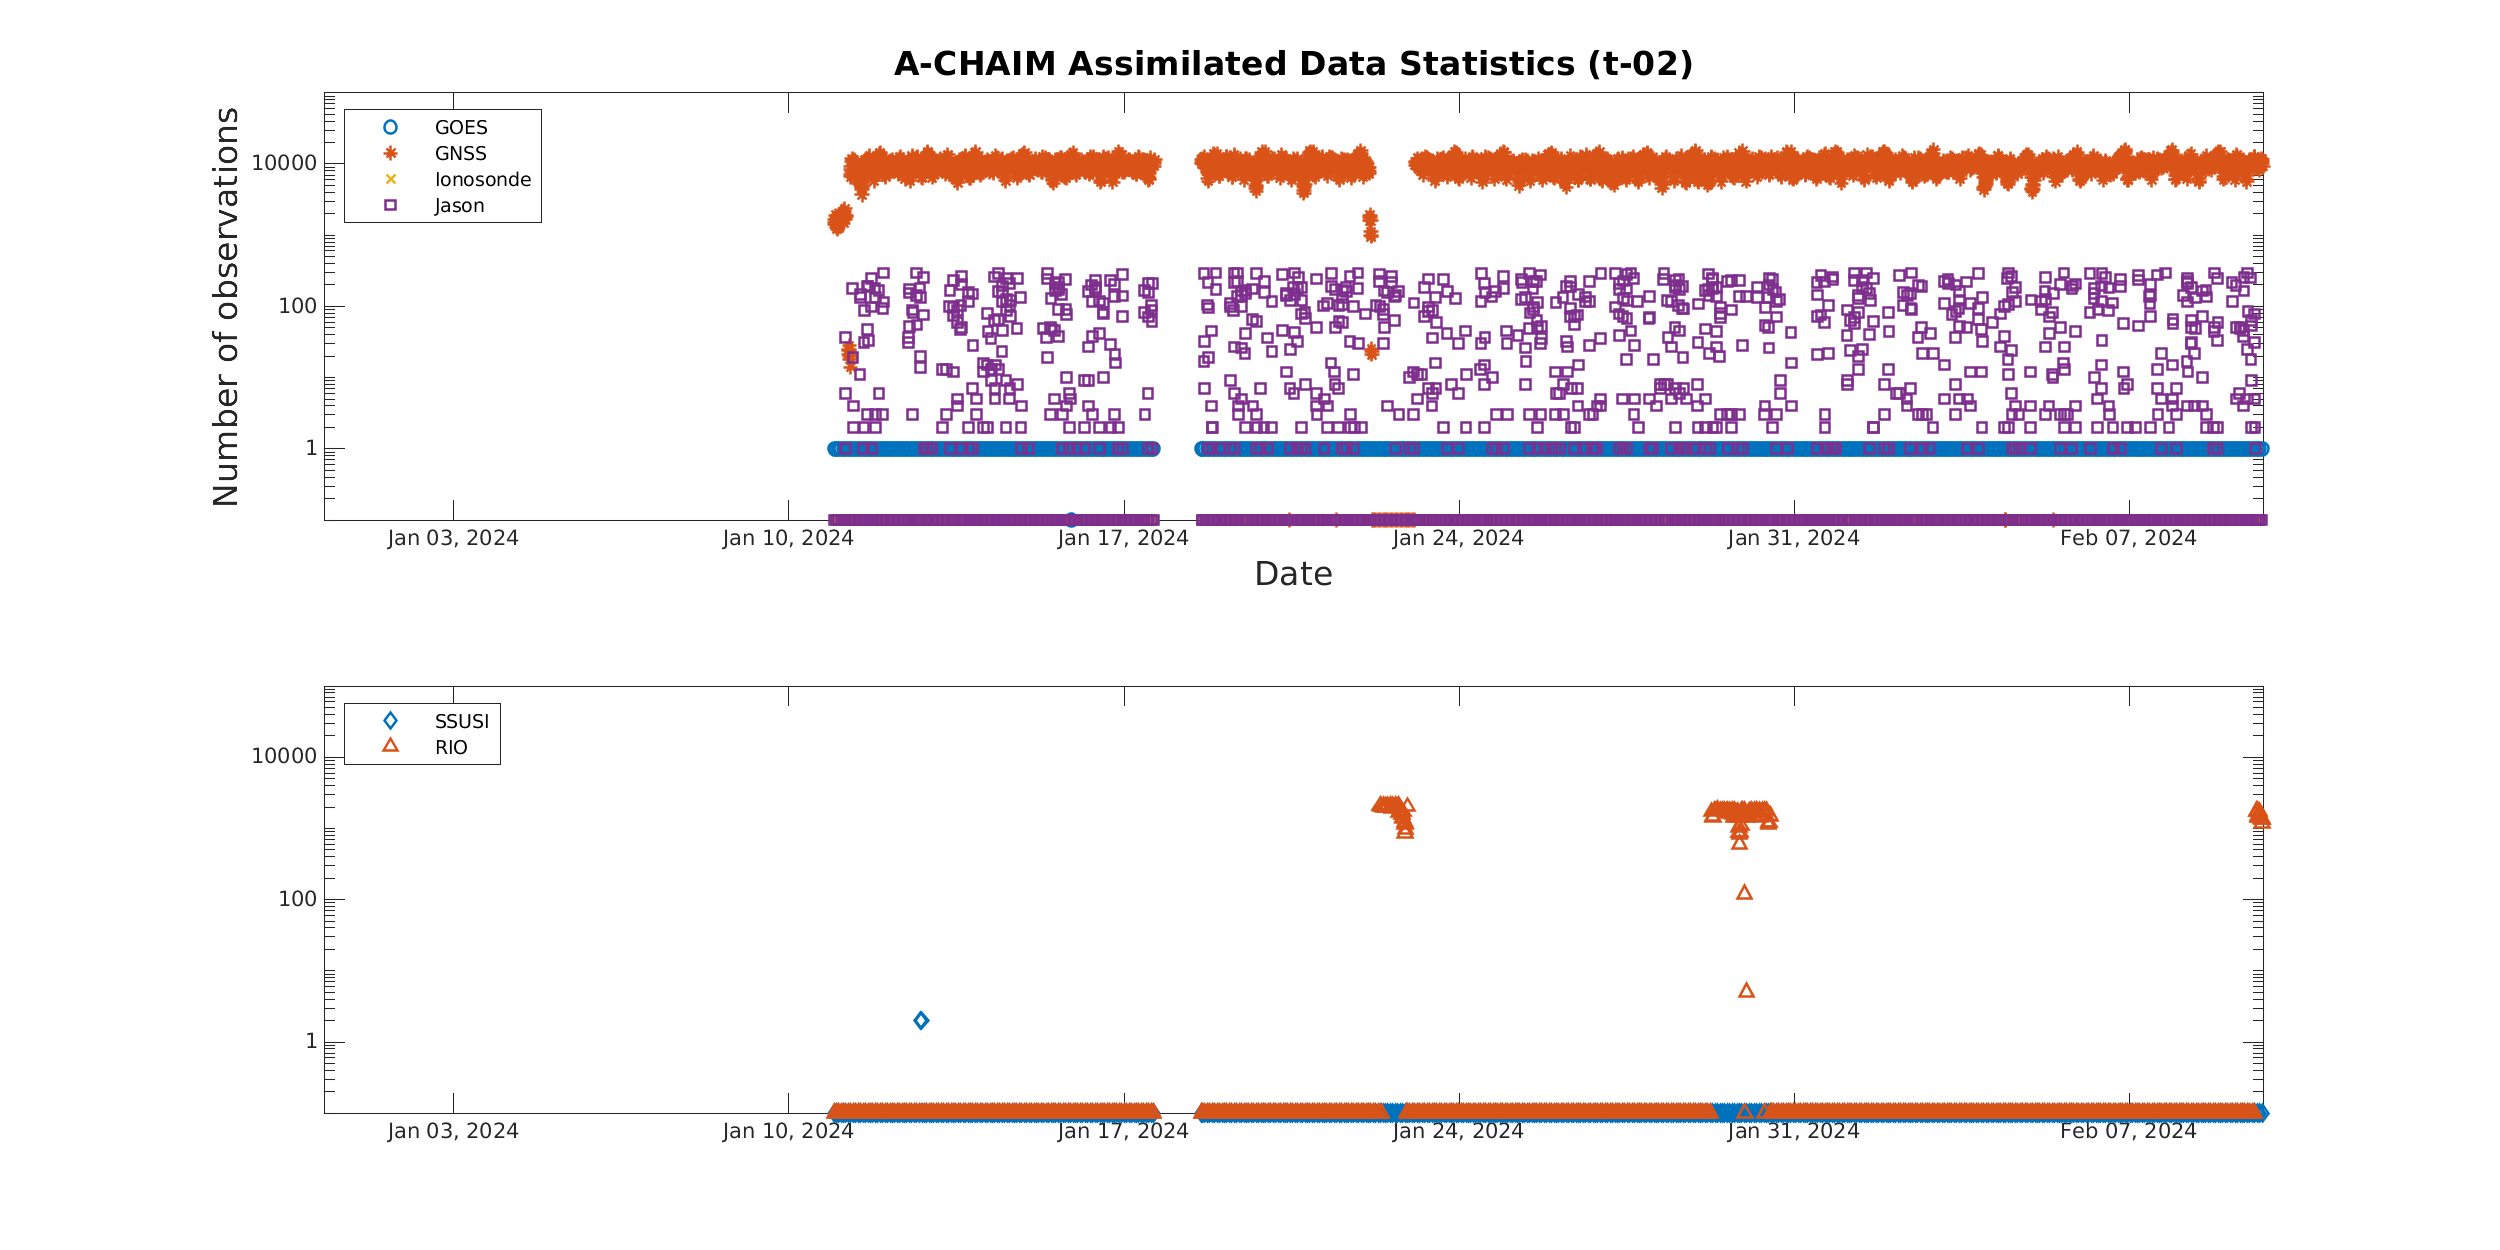 A-CHAIM Assimilated Data Statistics (t-02)
Number of observations
10000
100
1
GOES
GNSS
Ionosonde
Jason
Jan 03, 2024 Jan 10, 2024 Jan 17, 2024 Jan 24, 2024 Jan 31, 2024 Feb 07, 2024
Date
10000
100
1
SSUSI
RIO
Jan 03, 2024 Jan 10, 2024 Jan 17, 2024 Jan 24, 2024 Jan 31, 2024 Feb 07, 2024